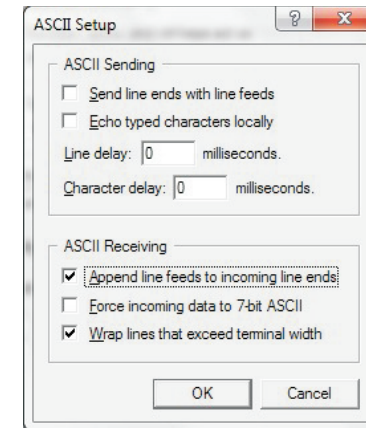 ASCII Setup
ASCII Sending
Send line ends with line feeds
Echo typed characters locally
Line delay: 0 milliseconds.
Character delay: 0 milliseconds.
ASCII Receiving
Append line feeds to incoming line ends
Force incoming data to 7-bit ASCII
Wrap lines that exceed terminal width
OK Cancel